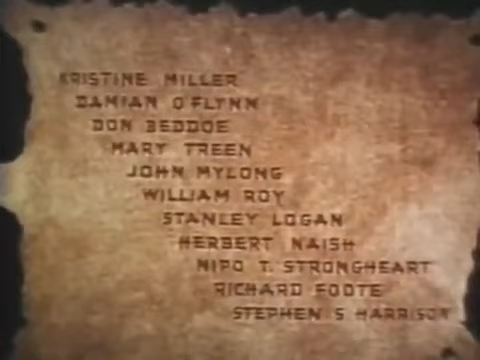 KRISTINE MILLER
DAMIAN O'FLYNN
DON BEDDOE
MARY TREEN
JOHN MYLONG
WILLIAM ROY
STANLEY LOGAN
HERBERT NAISH
NIPO T. STRONGHEART
RICHARD FOOTE
STEPHEN S HARRISON